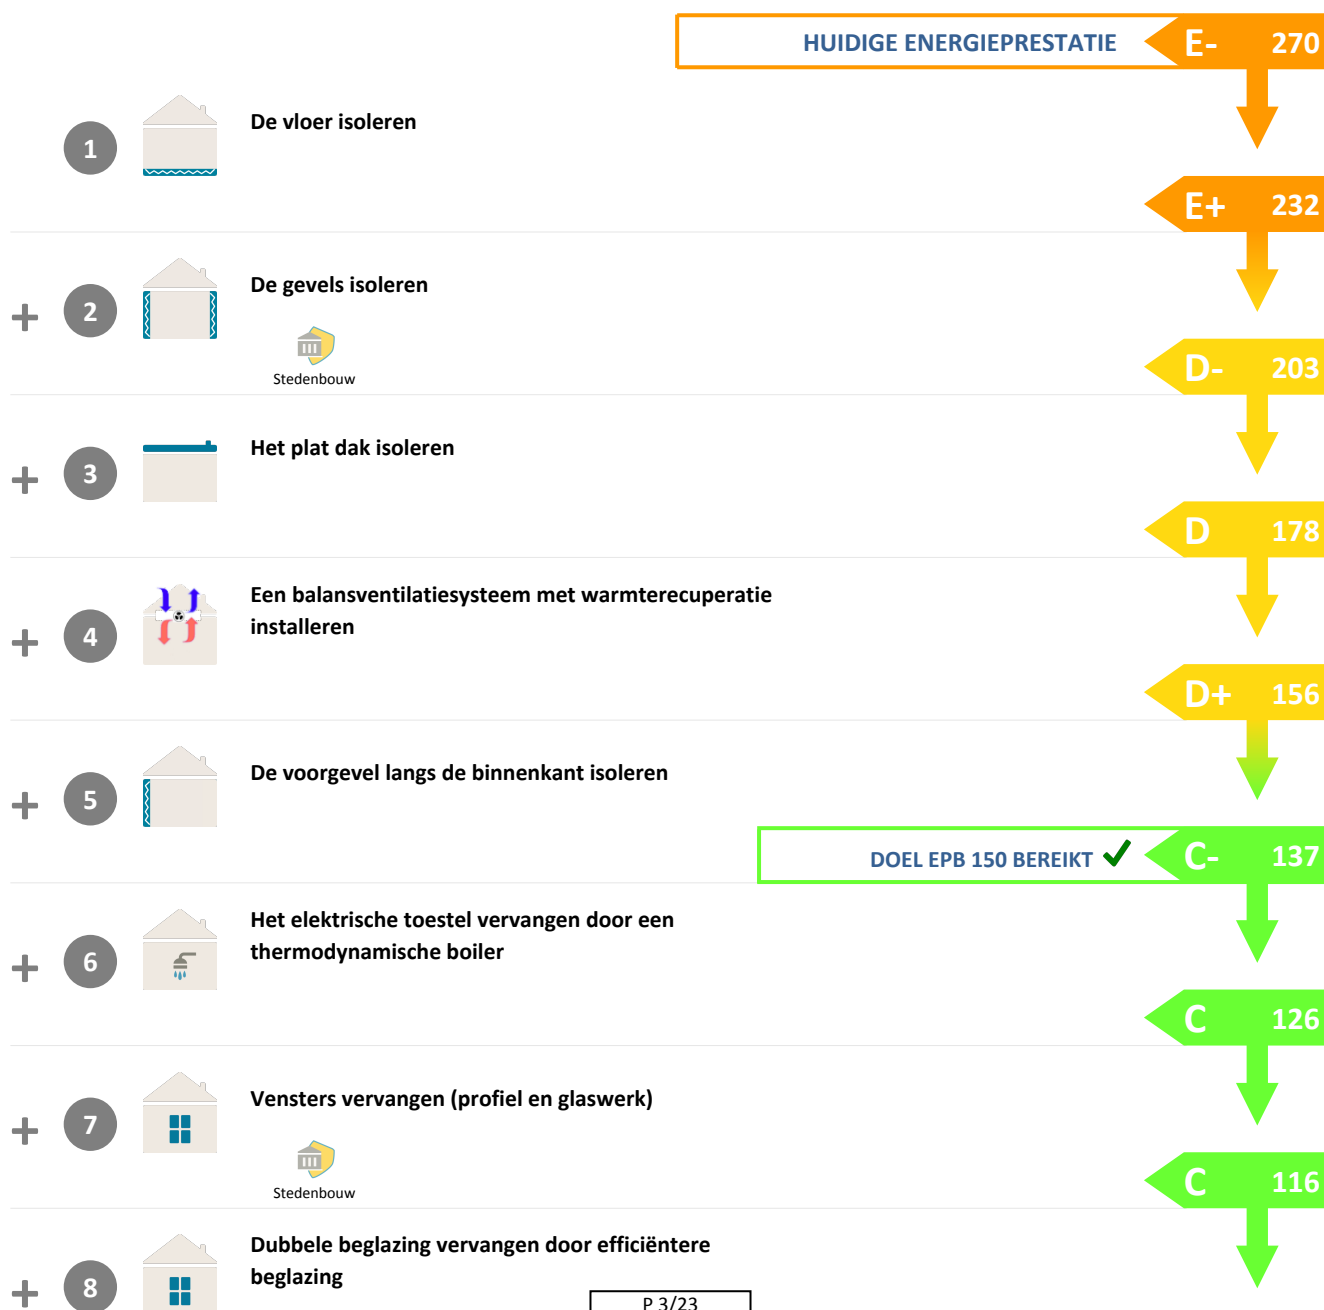 HUIDIGE ENERGIEPRESTATIE E- 270
1 De vloer isoleren
E+ 232
+ 2 De gevels isoleren
Stedenbouw
D- 203
+ 3 Het plat dak isoleren
D 178
+ 4 Een balansventilatiesysteem met warmterecuperatie
installeren
D+ 156
+ 5 De voorgevel langs de binnenkant isoleren
DOEL EPB 150 BEREIKT C- 137
+ 6 Het elektrische toestel vervangen door een
thermodynamische boiler
C 126
+ 7 Vensters vervangen (profiel en glaswerk)
Stedenbouw
C 116
+ 8 Dubbele beglazing vervangen door efficiëntere
beglazing
P 3/23